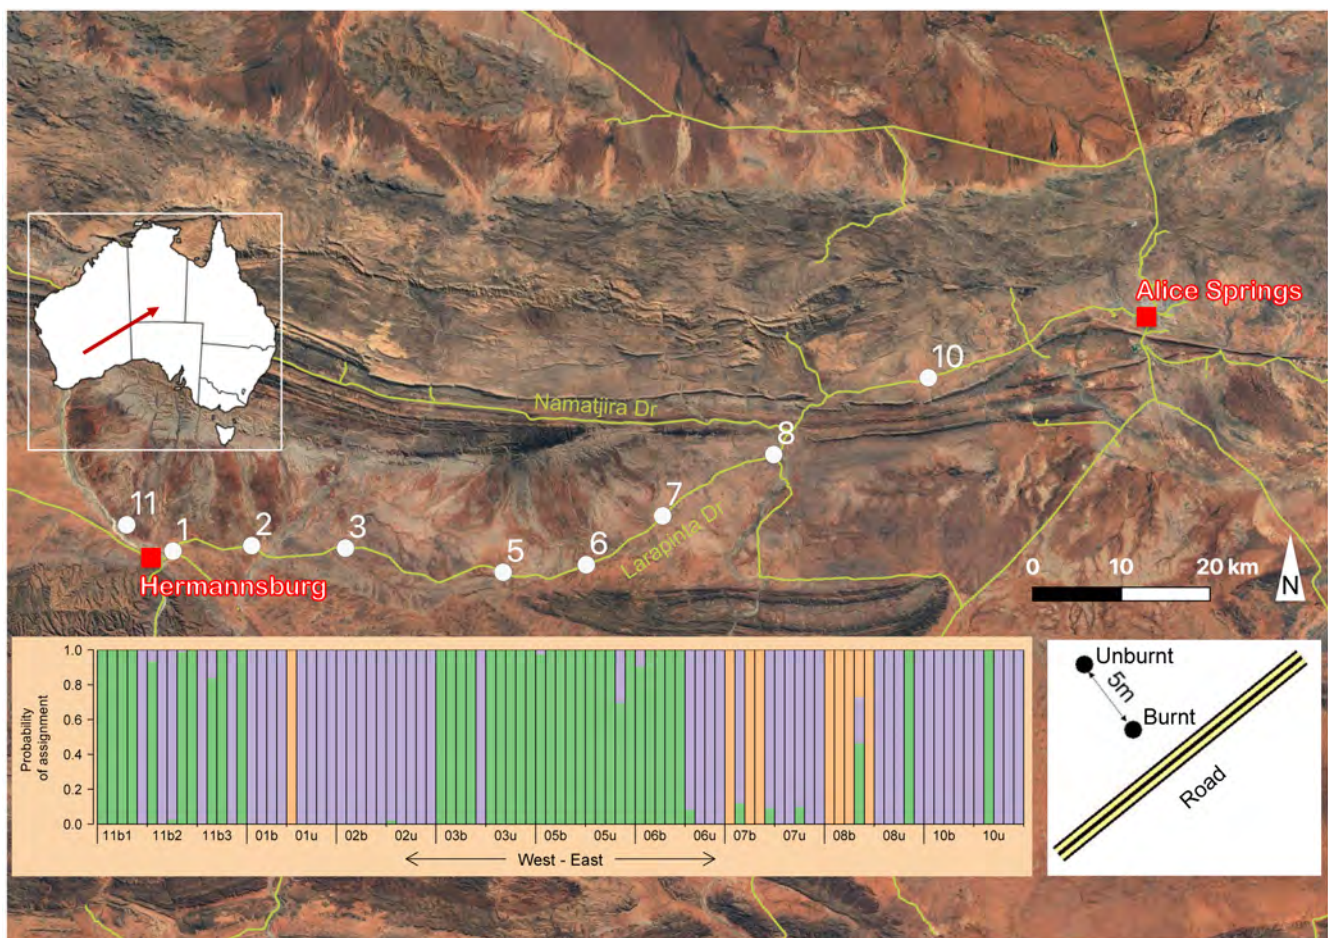 Alice Springs
10
Namatjira Dr
8
7
11
1
2
3
5
6
Larapinta Dr
Hermannsburg
0 10 20 km
N
Probability
of assignment
1.0
0.8
0.6
0.4
0.2
0.0
11b1 11b2 11b3 01b 01u 02b 02u 03b 03u 05b 05u 06b 06u 07b 07u 08b 08u 10b 10u
West - East
Unburnt
5m
Burnt
Road